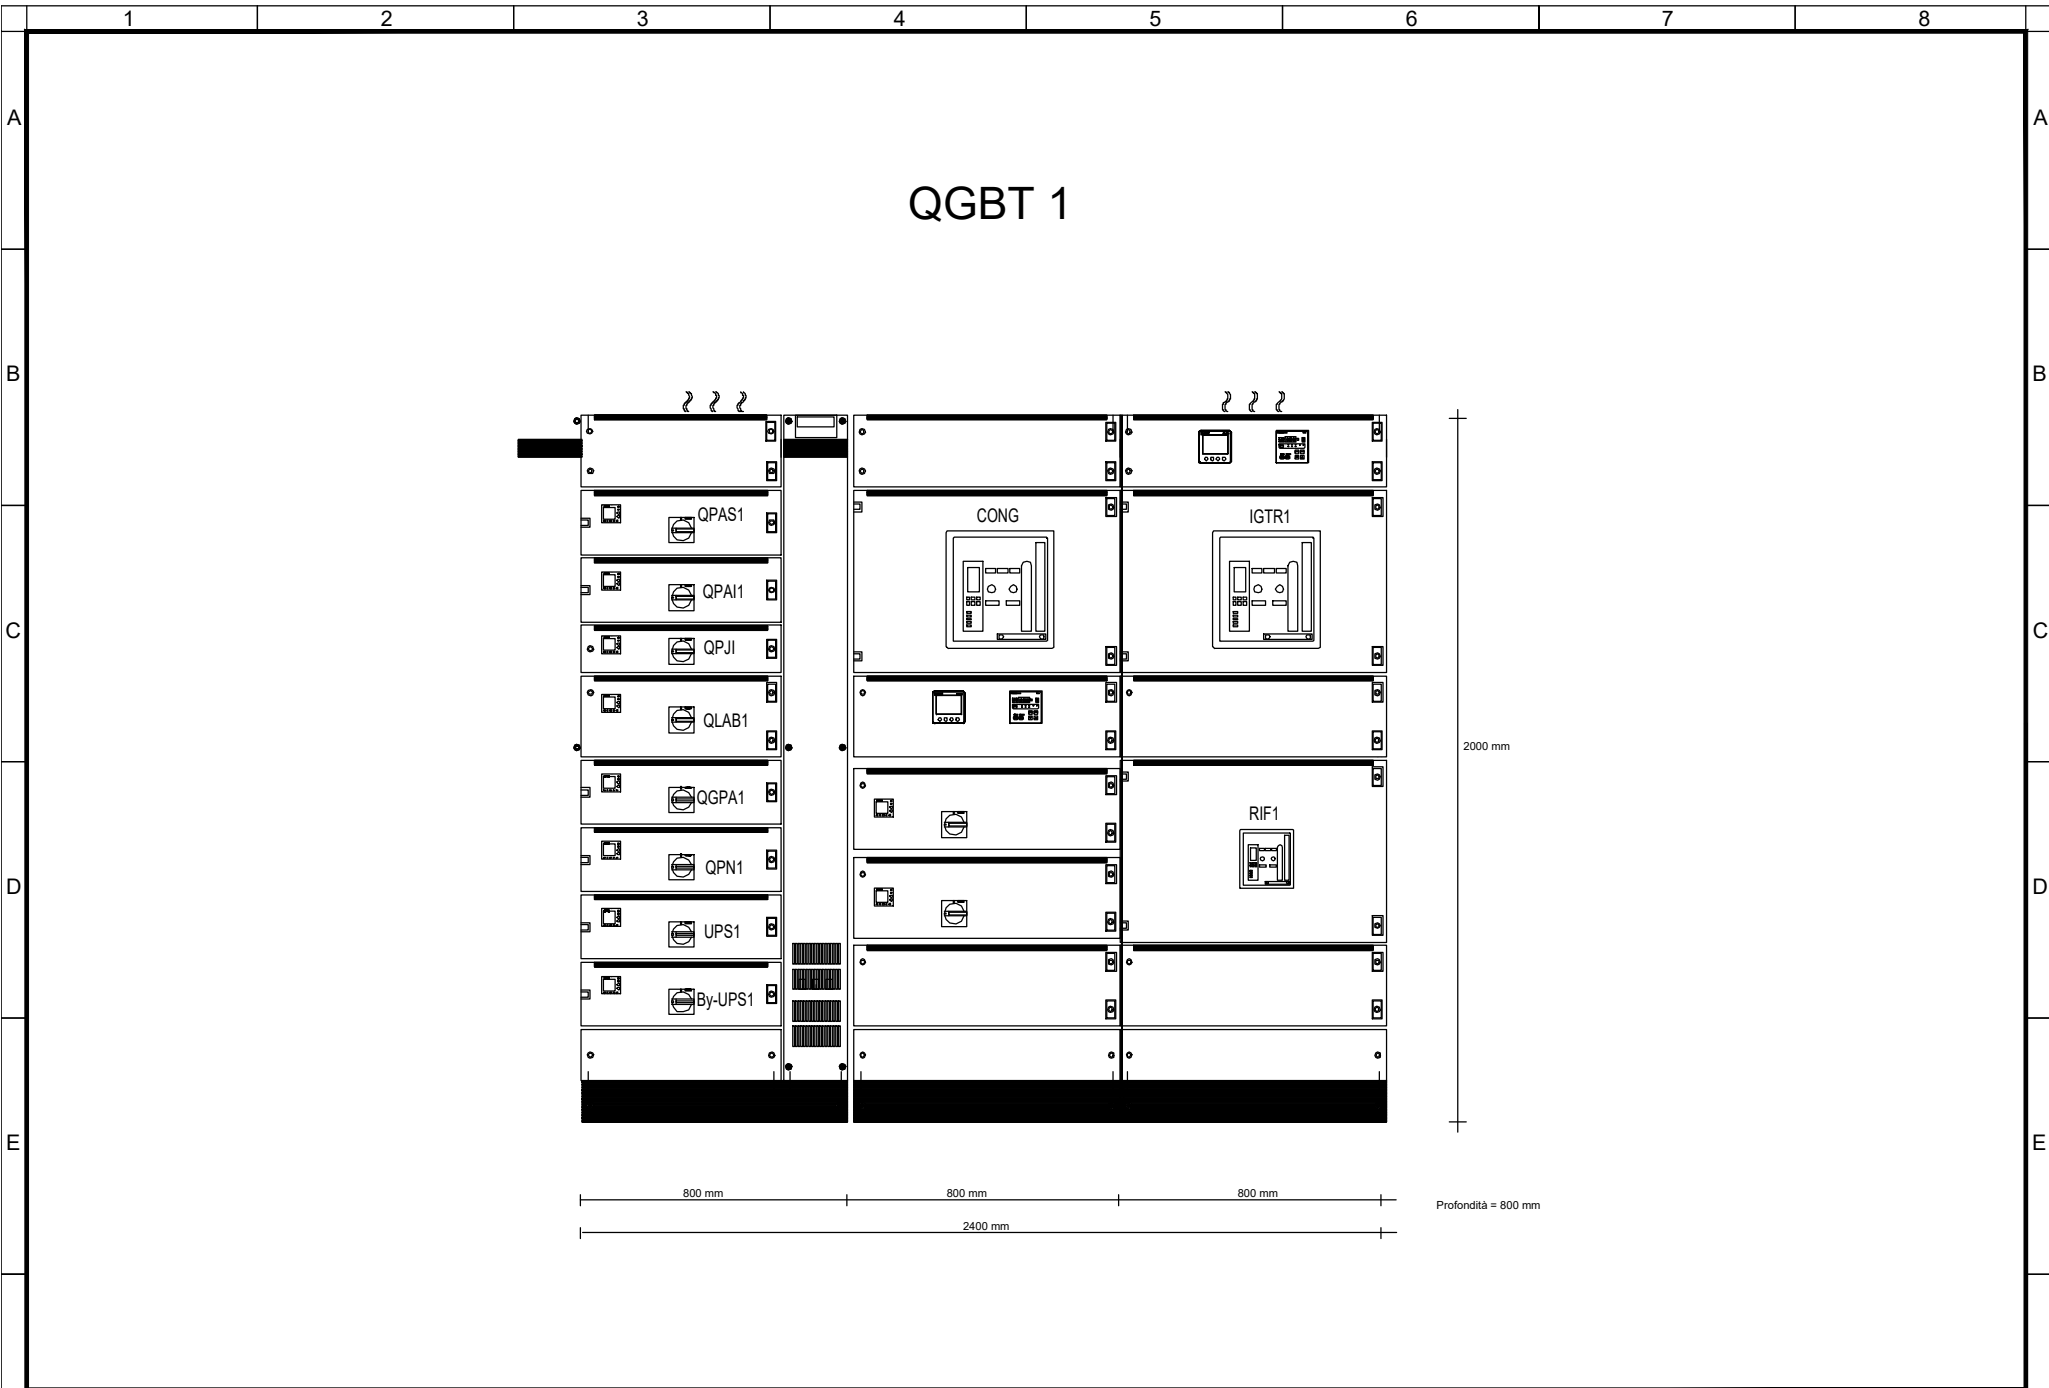 1 2 3 4 5 6 7 8
A A
QGBT 1
B B
QPAS1 CONG IGTR1
QPAI1
C C
QPJI
QLAB1
2000 mm
QGPA1
RIF1
QPN1
D D
UPS1
By-UPS1
E E
800 mm 800 mm 800 mm
Profondità = 800 mm
2400 mm